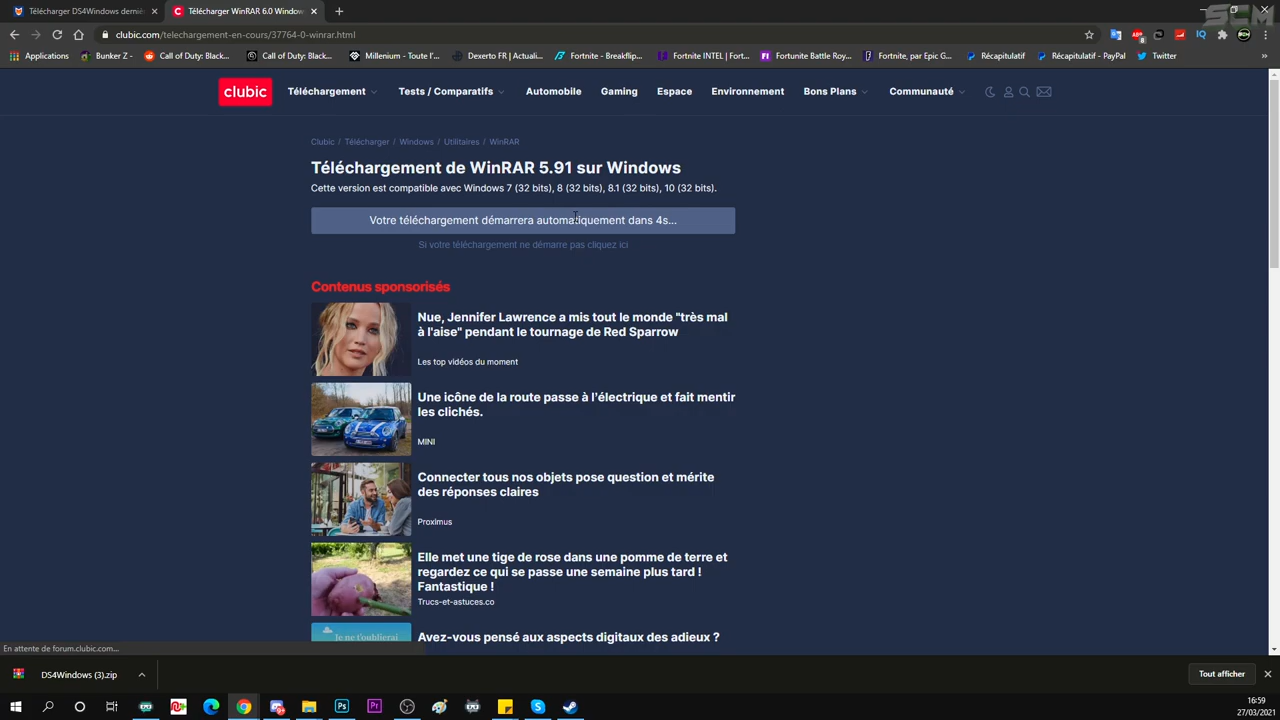 Télécharger DS4Windows derniè
Télécharger WinRAR 6.0 Window
SCM
clubic.com/telechargement-en-cours/37764-0-winrar.html
Applications
Bunker Z -
Call of Duty: Black...
Call of Duty: Black...
Millenium - Toute l'...
Dexerto FR | Actuali...
Fortnite - Breakflip...
Fortnite INTEL | Fort...
Fortunite Battle Roy...
Fortnite, par Epic G...
Récapitulatif
Récapitulatif - PayPal
Twitter
clubic
Téléchargement
Tests / Comparatifs
Automobile
Gaming
Espace
Environnement
Bons Plans
Communauté
Clubic / Télécharger / Windows / Utilitaires / WinRAR
Téléchargement de WinRAR 5.91 sur Windows
Cette version est compatible avec Windows 7 (32 bits), 8 (32 bits), 8.1 (32 bits), 10 (32 bits).
Votre téléchargement démarrera automatiquement dans 4s...
Si votre téléchargement ne démarre pas cliquez ici
Contenus sponsorisés
Nue, Jennifer Lawrence a mis tout le monde "très mal
à l'aise" pendant le tournage de Red Sparrow
Les top vidéos du moment
Une icône de la route passe à l'électrique et fait mentir
les clichés.
MINI
Connecter tous nos objets pose question et mérite
des réponses claires
Proximus
Elle met une tige de rose dans une pomme de terre et
regardez ce qui se passe une semaine plus tard !
Fantastique !
Trucs-et-astuces.co
Je ne t'oublierai
Avez-vous pensé aux aspects digitaux des adieux ?
En attente de forum.clubic.com...
DS4Windows (3).zip
Tout afficher
16:59
27/03/2021